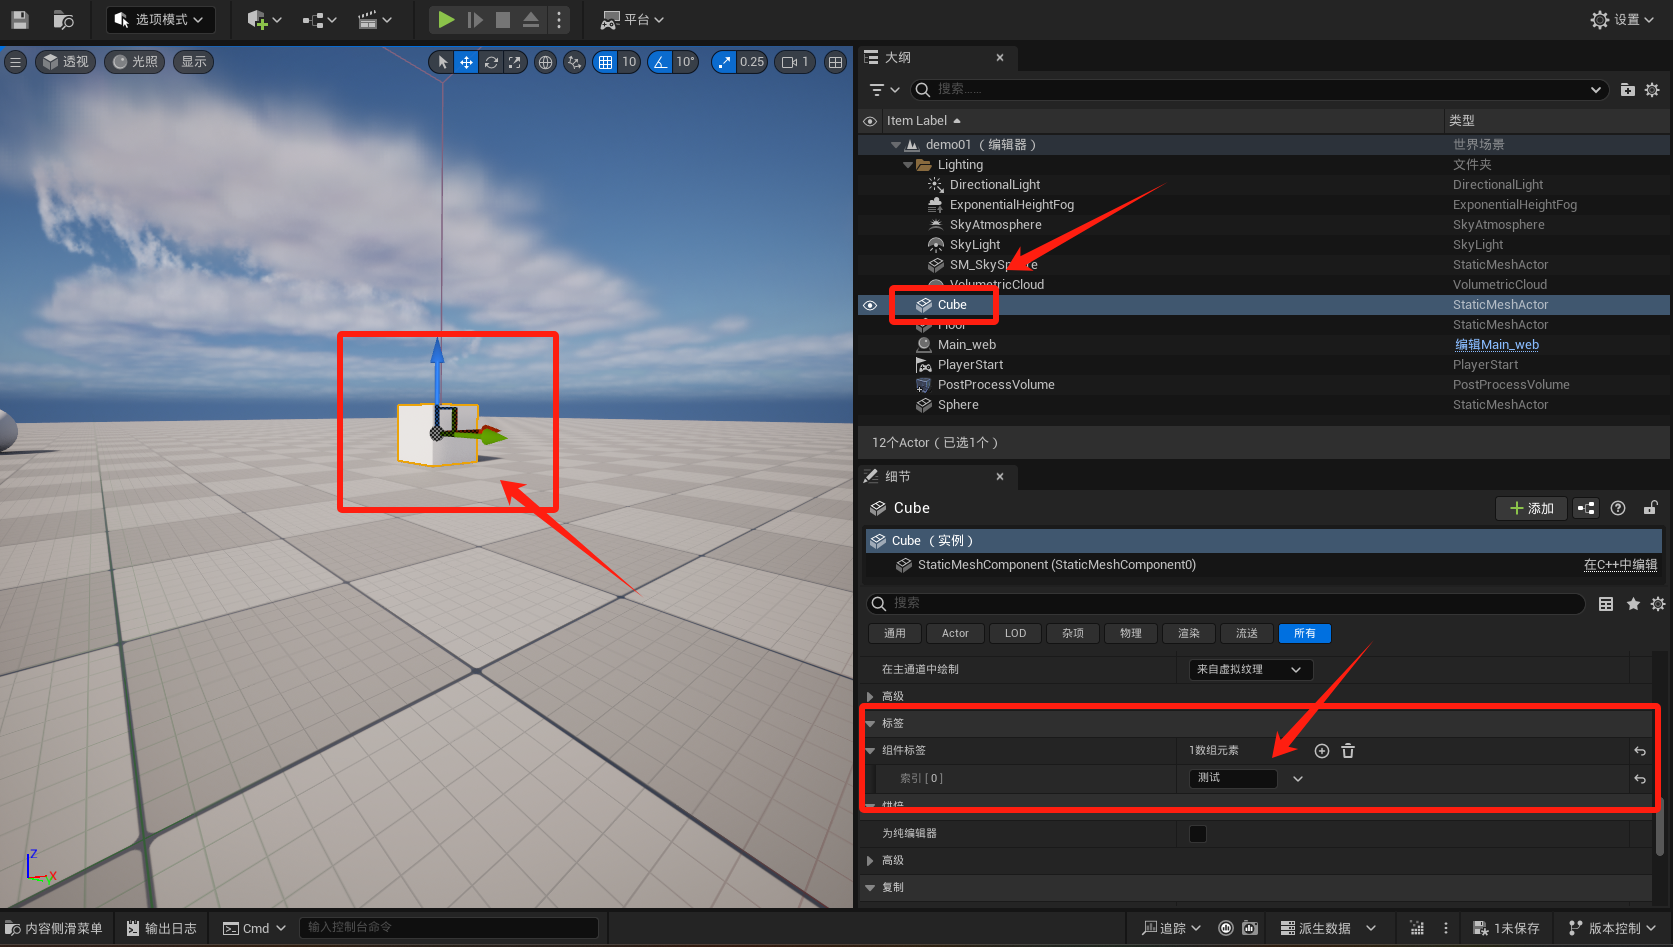 选项模式
平台
设置
透视
光照
显示
10
10°
0.25
1
大纲
搜索……
Item Label
类型
demo01 （编辑器）
世界场景
Lighting
文件夹
DirectionalLight
DirectionalLight
ExponentialHeightFog
ExponentialHeightFog
SkyAtmosphere
SkyAtmosphere
SkyLight
SkyLight
SM_SkySphere
StaticMeshActor
VolumetricCloud
VolumetricCloud
Cube
StaticMeshActor
Floor
StaticMeshActor
Main_web
编辑Main_web
PlayerStart
PlayerStart
PostProcessVolume
PostProcessVolume
Sphere
StaticMeshActor
12个Actor（已选1个）
细节
Cube
添加
Cube （实例）
StaticMeshComponent (StaticMeshComponent0)
在C++中编辑
搜索
通用
Actor
LOD
杂项
物理
渲染
流送
所有
在主通道中绘制
来自虚拟纹理
高级
标签
组件标签
1数组元素
索引 [ 0 ]
测试
烘焙
为纯编辑器
高级
复制
Z
X
内容侧滑菜单
输出日志
Cmd
输入控制台命令
追踪
派生数据
1未保存
版本控制